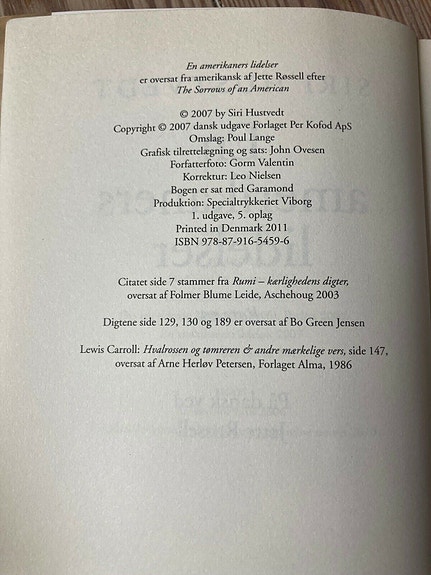 En amerikaners lidelser
er oversat fra amerikansk af Jette Røssell efter
The Sorrows of an American
© 2007 by Siri Hustvedt
Copyright © 2007 dansk udgave Forlaget Per Kofod ApS
Omslag: Poul Lange
Grafisk tilrettelægning og sats: John Ovesen
Forfatterfoto: Gorm Valentin
Korrektur: Leo Nielsen
Bogen er sat med Garamond
Produktion: Specialtrykkeriet Viborg
1. udgave, 5. oplag
Printed in Denmark 2011
ISBN 978-87-916-5459-6
Citatet side 7 stammer fra Rumi – kærlighedens digter,
oversat af Folmer Blume Leide, Aschehoug 2003
Digtene side 129, 130 og 189 er oversat af Bo Green Jensen
Lewis Carroll: Hvalrossen og tømreren & andre mærkelige vers, side 147,
oversat af Arne Herløv Petersen, Forlaget Alma, 1986